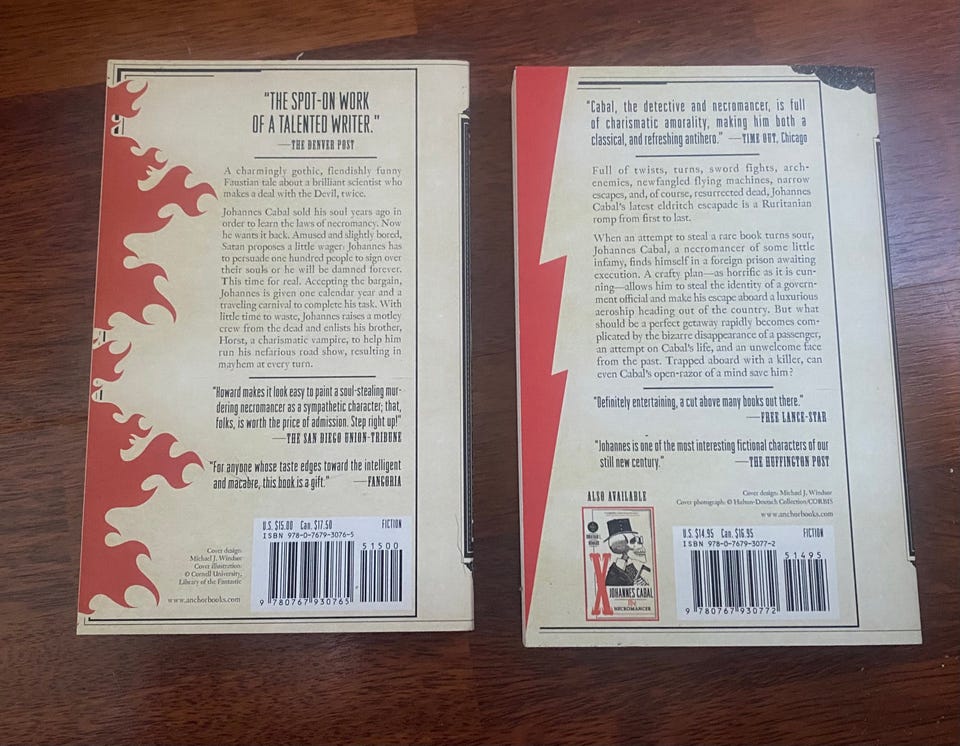 "THE SPOT-ON WORK
OF A TALENTED WRITER."
—THE DENVER POST
A charmingly gothic, fiendishly funny
Faustian tale about a brilliant scientist who
makes a deal with the Devil, twice.
Johannes Cabal sold his soul years ago in
order to learn the laws of necromancy. Now
he wants it back. Amused and slightly bored,
Satan proposes a little wager: Johannes has
to persuade one hundred people to sign over
their souls or he will be damned forever.
This time for real. Accepting the bargain,
Johannes is given one calendar year and a
traveling carnival to complete his task. With
little time to waste, Johannes raises a motley
crew from the dead and enlists his brother,
Horst, a charismatic vampire, to help him
run his nefarious road show, resulting in
mayhem at every turn.
"Howard makes it look easy to paint a soul-stealing mur-
dering necromancer as a sympathetic character; that,
folks, is worth the price of admission. Step right up!"
—THE SAN DIEGO UNION-TRIBUNE
"For anyone whose taste edges toward the intelligent
and macabre, this book is a gift." —FANGORIA
U.S. $15.00 Can. $17.50 FICTION
ISBN 978-0-7679-3076-5
51500
9 780767 930765
Cover design:
Michael J. Windsor
Cover illustration:
© Cornell University,
Library of the Fantastic
www.anchorbooks.com
"Cabal, the detective and necromancer, is full
of charismatic amorality, making him both a
classical, and refreshing antihero." —TIME OUT, Chicago
Full of twists, turns, sword fights, arch-
enemies, newfangled flying machines, narrow
escapes, and, of course, resurrected dead, Johannes
Cabal's latest eldritch escapade is a Ruritanian
romp from first to last.
When an attempt to steal a rare book turns sour,
Johannes Cabal, a necromancer of some little
infamy, finds himself in a foreign prison awaiting
execution. A crafty plan—as horrific as it is cun-
ning—allows him to steal the identity of a govern-
ment official and make his escape aboard a luxurious
aeroship heading out of the country. But what
should be a perfect getaway rapidly becomes com-
plicated by the bizarre disappearance of a passenger,
an attempt on Cabal's life, and an unwelcome face
from the past. Trapped aboard with a killer, can
even Cabal's open-razor of a mind save him?
"Definitely entertaining, a cut above many books out there."
—FREE LANCE-STAR
"Johannes is one of the most interesting fictional characters of our
still new century." —THE HUFFINGTON POST
Cover design: Michael J. Windsor
Cover photograph: © Hulton-Deutsch Collection/CORBIS
www.anchorbooks.com
ALSO AVAILABLE
X
JOHANNES CABAL
NECROMANCER
U.S. $14.95 Can. $16.95 FICTION
ISBN 978-0-7679-3077-2
51495
9 780767 930772